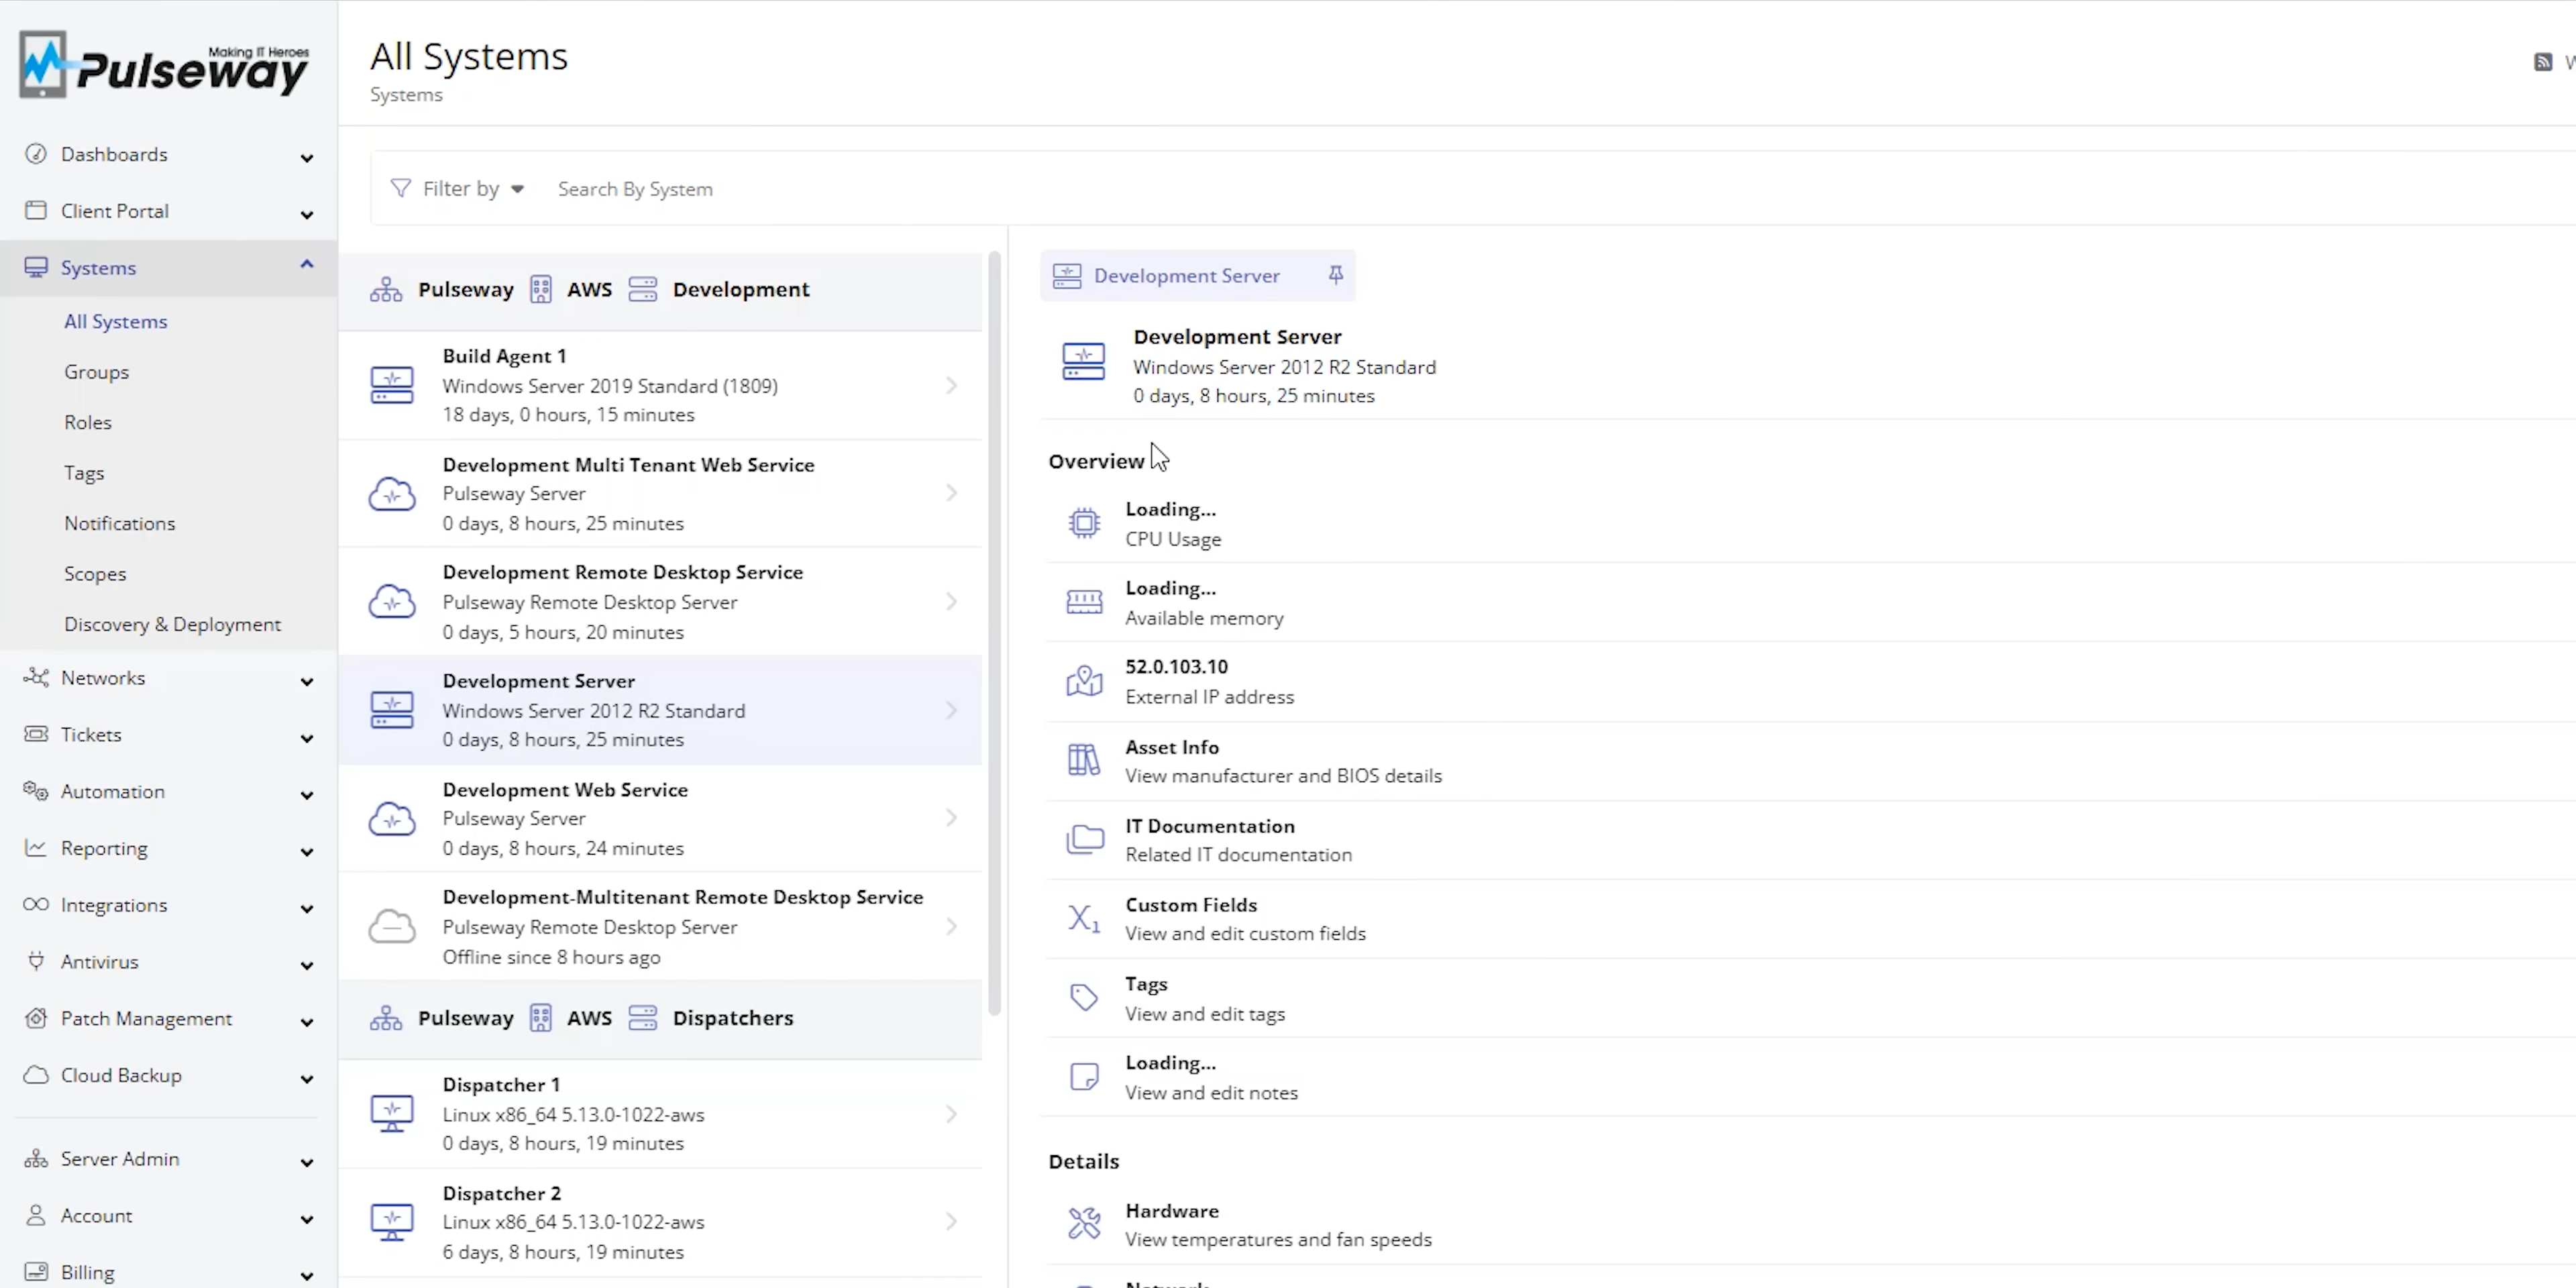 Making IT Heroes
Pulseway
Dashboards
Client Portal
Systems
All Systems
Groups
Roles
Tags
Notifications
Scopes
Discovery & Deployment
Networks
Tickets
Automation
Reporting
Integrations
Antivirus
Patch Management
Cloud Backup
Server Admin
Account
Billing
All Systems
Systems
Filter by
Search By System
Pulseway AWS Development
Build Agent 1
Windows Server 2019 Standard (1809)
18 days, 0 hours, 15 minutes
Development Multi Tenant Web Service
Pulseway Server
0 days, 8 hours, 25 minutes
Development Remote Desktop Service
Pulseway Remote Desktop Server
0 days, 5 hours, 20 minutes
Development Server
Windows Server 2012 R2 Standard
0 days, 8 hours, 25 minutes
Development Web Service
Pulseway Server
0 days, 8 hours, 24 minutes
Development-Multitenant Remote Desktop Service
Pulseway Remote Desktop Server
Offline since 8 hours ago
Pulseway AWS Dispatchers
Dispatcher 1
Linux x86_64 5.13.0-1022-aws
0 days, 8 hours, 19 minutes
Dispatcher 2
Linux x86_64 5.13.0-1022-aws
6 days, 8 hours, 19 minutes
Development Server
Development Server
Windows Server 2012 R2 Standard
0 days, 8 hours, 25 minutes
Overview
Loading...
CPU Usage
Loading...
Available memory
52.0.103.10
External IP address
Asset Info
View manufacturer and BIOS details
IT Documentation
Related IT documentation
Custom Fields
View and edit custom fields
Tags
View and edit tags
Loading...
View and edit notes
Details
Hardware
View temperatures and fan speeds